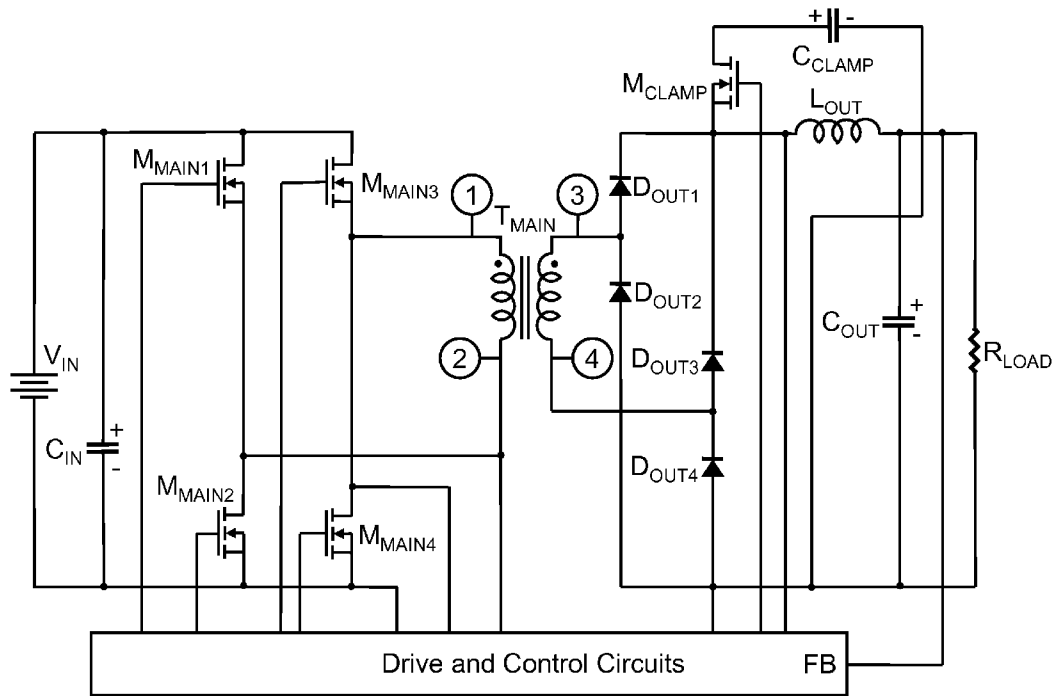 + -
C_CLAMP
M_CLAMP
L_OUT
M_MAIN1
M_MAIN3
1
3
T_MAIN
D_OUT1
D_OUT2
+
C_OUT
-
2
4
V_IN
D_OUT3
R_LOAD
+
C_IN
-
D_OUT4
M_MAIN2
M_MAIN4
Drive and Control Circuits
FB